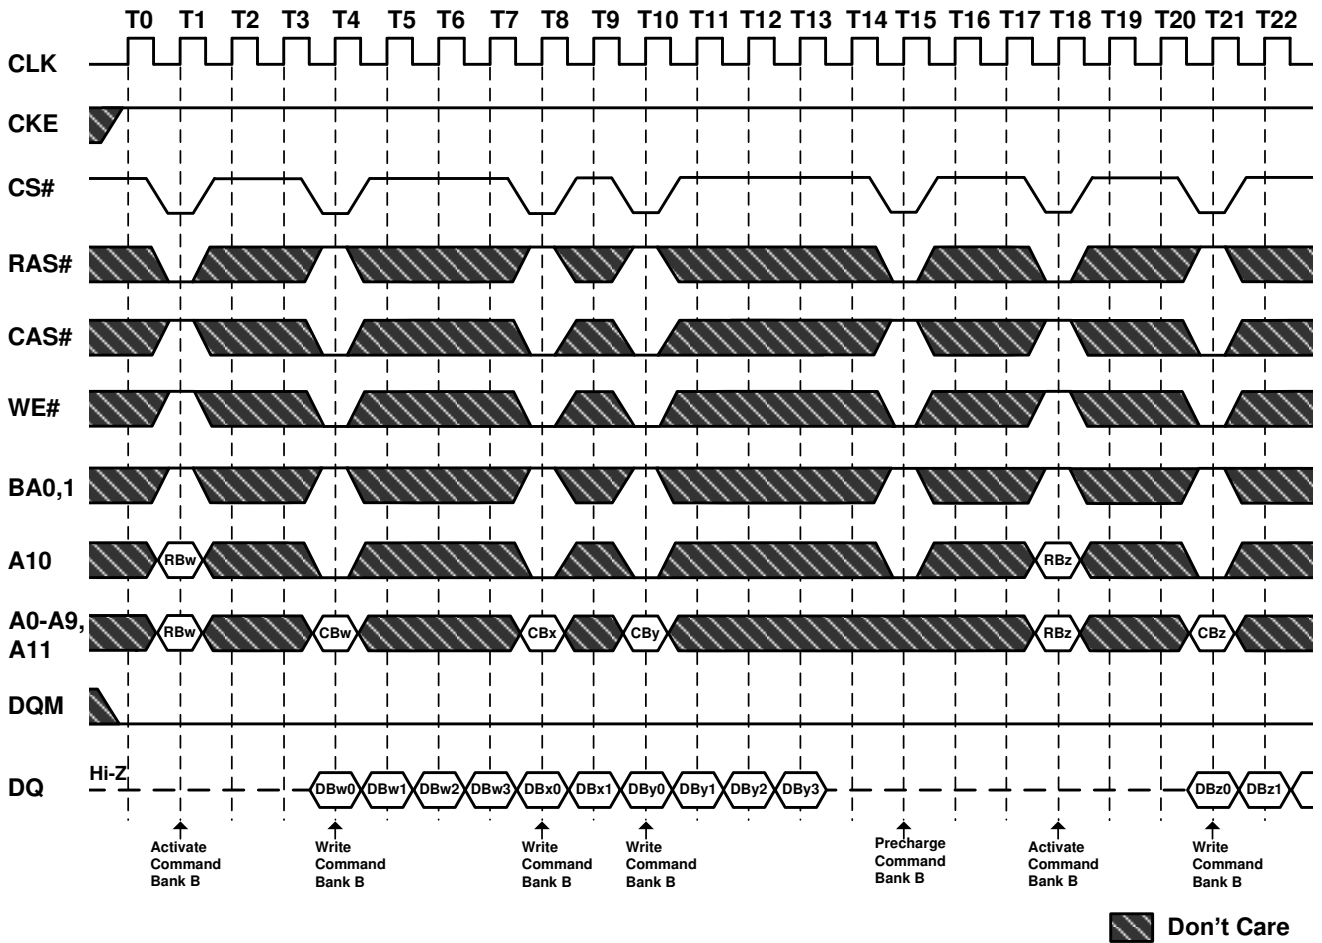 T0 T1 T2 T3 T4 T5 T6 T7 T8 T9 T10 T11 T12 T13 T14 T15 T16 T17 T18 T19 T20 T21 T22
CLK
CKE
CS#
RAS#
CAS#
WE#
BA0,1
A10 RBw RBz
A0-A9,
A11
RBw CBw CBx CBy RBz CBz
DQM
Hi-Z
DQ DBw0 DBw1 DBw2 DBw3 DBx0 DBx1 DBy0 DBy1 DBy2 DBy3 DBz0 DBz1
Activate
Command
Bank B
Write
Command
Bank B
Write
Command
Bank B
Write
Command
Bank B
Precharge
Command
Bank B
Activate
Command
Bank B
Write
Command
Bank B
Don't Care